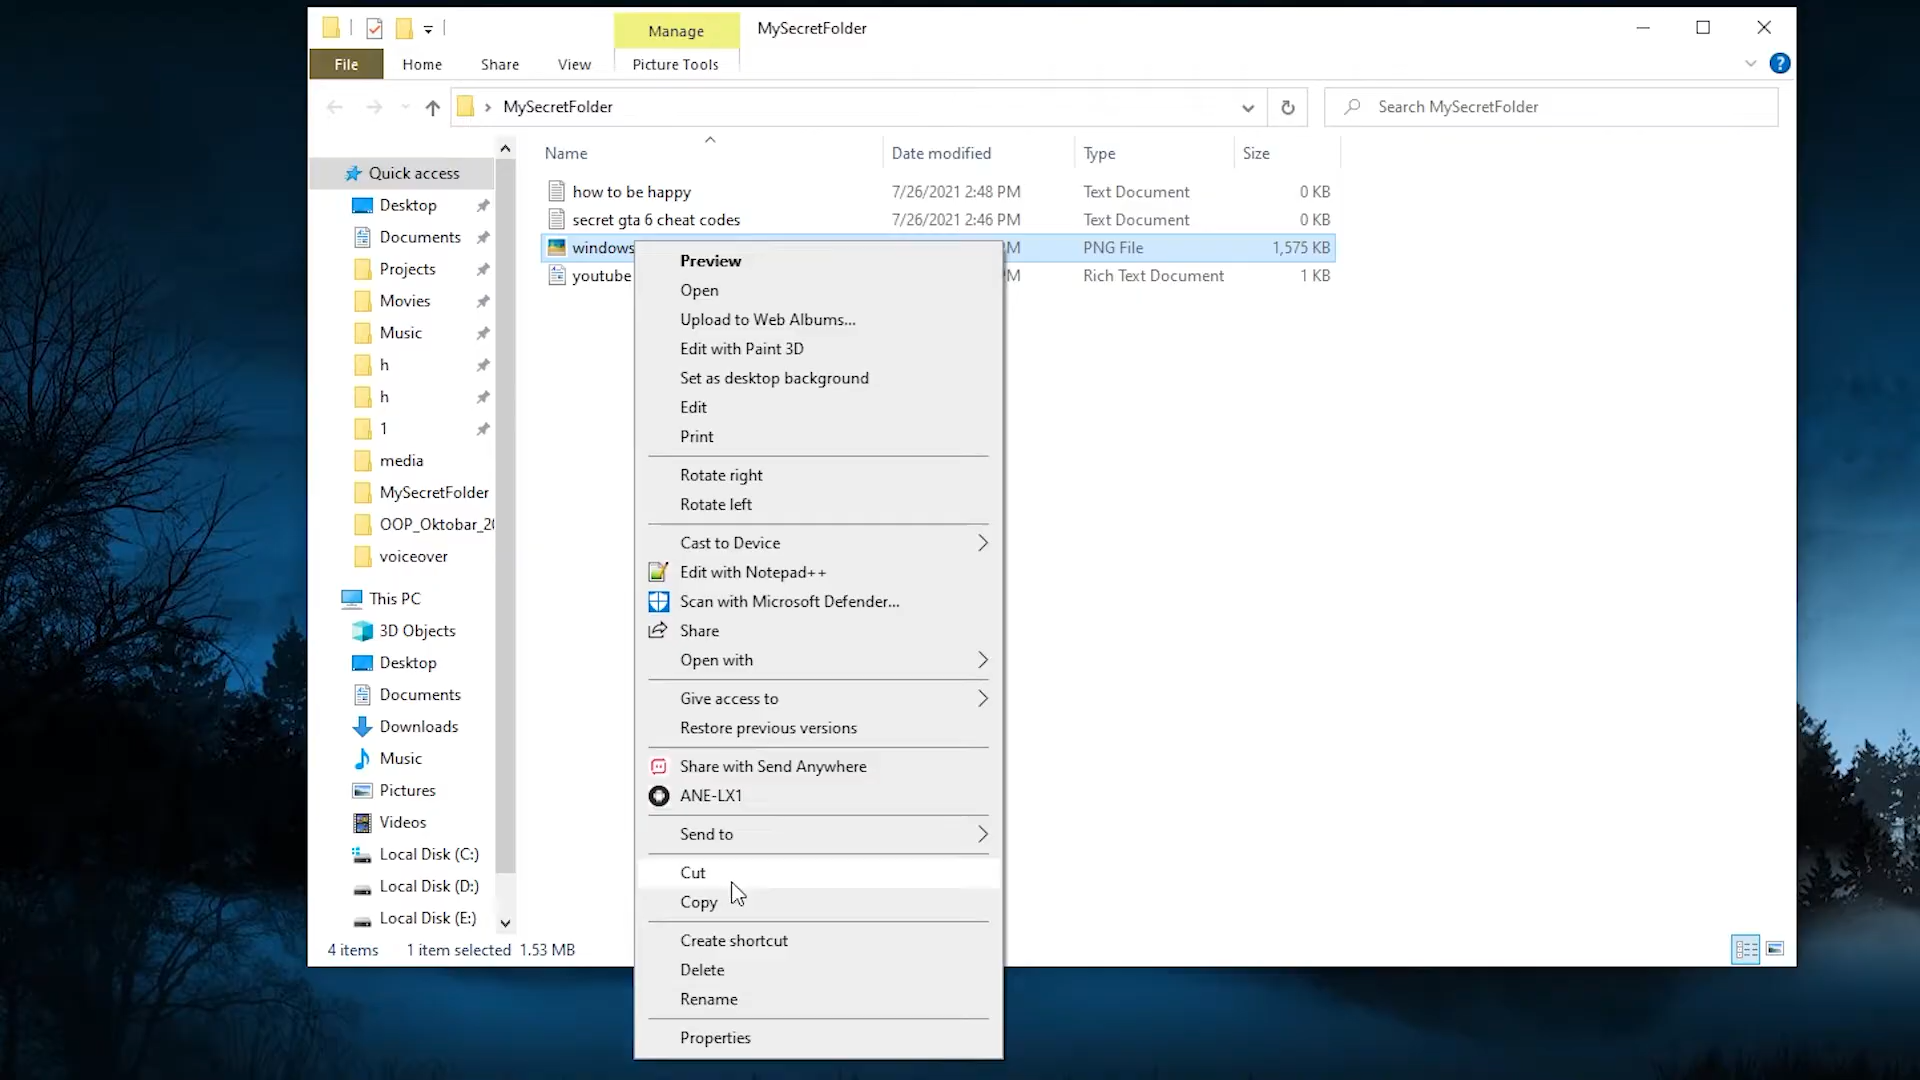 Manage
MySecretFolder
File
Home
Share
View
Picture Tools
MySecretFolder
Search MySecretFolder
Name
Date modified
Type
Size
how to be happy
7/26/2021 2:48 PM
Text Document
0 KB
secret gta 6 cheat codes
7/26/2021 2:46 PM
Text Document
0 KB
windows
PNG File
1,575 KB
youtube
Rich Text Document
1 KB
Quick access
Desktop
Documents
Projects
Movies
Music
h
h
1
media
MySecretFolder
OOP_Oktobar_20
voiceover
This PC
3D Objects
Desktop
Documents
Downloads
Music
Pictures
Videos
Local Disk (C:)
Local Disk (D:)
Local Disk (E:)
4 items
1 item selected 1.53 MB
Preview
Open
Upload to Web Albums...
Edit with Paint 3D
Set as desktop background
Edit
Print
Rotate right
Rotate left
Cast to Device
Edit with Notepad++
Scan with Microsoft Defender...
Share
Open with
Give access to
Restore previous versions
Share with Send Anywhere
ANE-LX1
Send to
Cut
Copy
Create shortcut
Delete
Rename
Properties